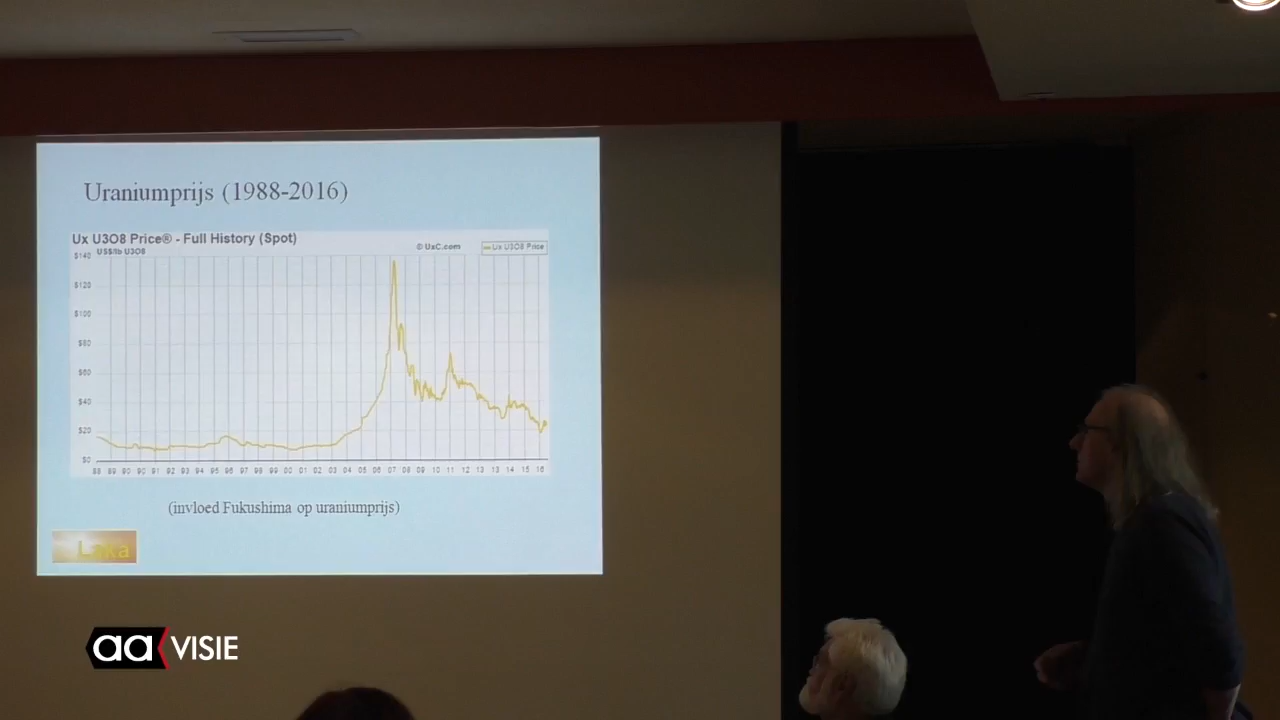 Uraniumprijs (1988-2016)
Ux U3O8 Price® - Full History (Spot)
US$/lb U3O8
© UxC.com
Ux U3O8 Price
$140
$120
$100
$80
$60
$40
$20
$0
88 89 90 90 91 92 93 94 95 96 97 98 99 00 01 02 03 04 05 06 07 08 09 10 11 12 13 14 15 16
(invloed Fukushima op uraniumprijs)
Laka
aa VISIE